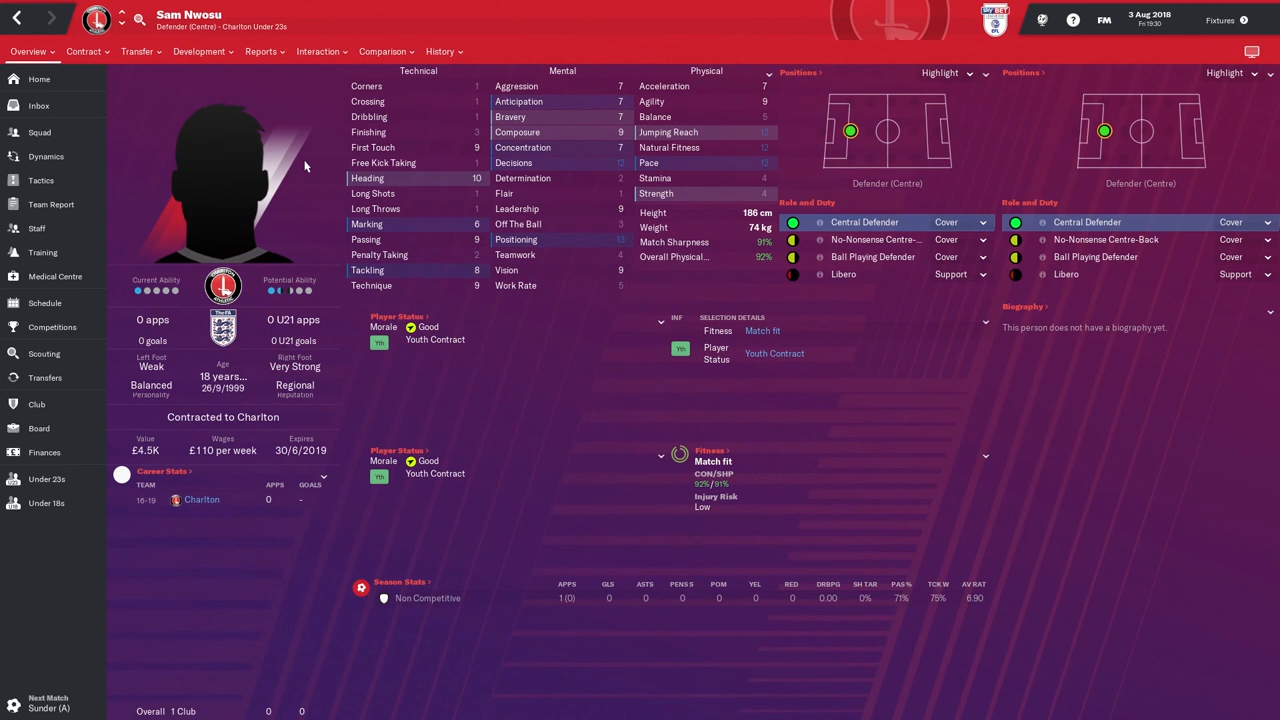 Sam Nwosu
Defender (Centre) - Charlton Under 23s
SKY BET
EFL
FM
3 Aug 2018
Fri 19:30
Fixtures
Overview
Contract
Transfer
Development
Reports
Interaction
Comparison
History
Home
Inbox
Squad
Dynamics
Tactics
Team Report
Staff
Training
Medical Centre
Schedule
Competitions
Scouting
Transfers
Club
Board
Finances
U23
Under 23s
U18
Under 18s
Next Match
Sunder (A)
Current Ability
Potential Ability
0 apps
0 goals
The FA
0 U21 apps
0 U21 goals
Left Foot
Weak
Balanced
Personality
Age
18 years...
26/9/1999
Right Foot
Very Strong
Regional
Reputation
Contracted to Charlton
Value Wages Expires
£4.5K £110 per week 30/6/2019
Career Stats >
TEAM APPS GOALS
16-19 Charlton 0 -
Overall 1 Club 0 0
Technical
Corners 1
Crossing 1
Dribbling 1
Finishing 3
First Touch 9
Free Kick Taking 1
Heading 10
Long Shots 1
Long Throws 1
Marking 6
Passing 9
Penalty Taking 2
Tackling 8
Technique 9
Mental
Aggression 7
Anticipation 7
Bravery 7
Composure 9
Concentration 7
Decisions 12
Determination 2
Flair 1
Leadership 9
Off The Ball 3
Positioning 13
Teamwork 4
Vision 9
Work Rate 5
Physical
Acceleration 7
Agility 9
Balance 5
Jumping Reach 13
Natural Fitness 12
Pace 12
Stamina 4
Strength 4
Height 186 cm
Weight 74 kg
Match Sharpness 91%
Overall Physical... 92%
Positions > Highlight
Defender (Centre)
Role and Duty
Central Defender Cover
No-Nonsense Centre-... Cover
Ball Playing Defender Cover
Libero Support
Positions > Highlight
Defender (Centre)
Role and Duty
Central Defender Cover
No-Nonsense Centre-Back Cover
Ball Playing Defender Cover
Libero Support
Biography >
This person does not have a biography yet.
Player Status >
Morale Good
Yth Youth Contract
INF SELECTION DETAILS
Fitness Match fit
Yth Player Status Youth Contract
Player Status >
Morale Good
Yth Youth Contract
Fitness >
Match fit
CON/SHP
92%/91%
Injury Risk
Low
Season Stats > APPS GLS ASTS PENS S POM YEL RED DRBPG SH TAR PAS % TCK W AV RAT
Non Competitive 1 (0) 0 0 0 0 0 0 0.00 0% 71% 75% 6.90